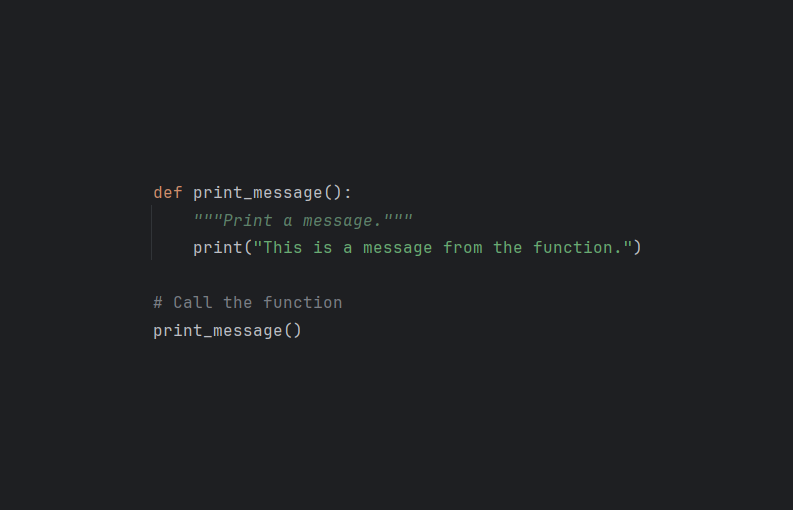 def print_message():
    """Print a message."""
    print("This is a message from the function.")

# Call the function
print_message()